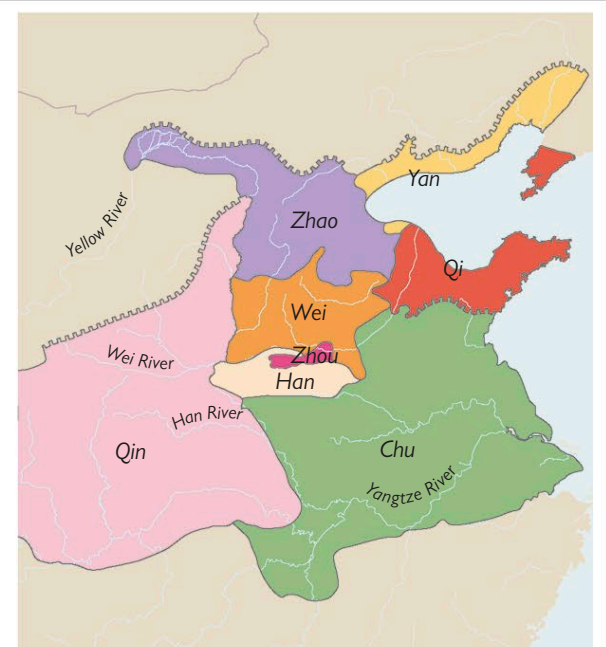 Yan
Zhao
Yellow River
Qi
Wei
Zhou
Wei River
Han
Han River
Chu
Qin
Yangtze River